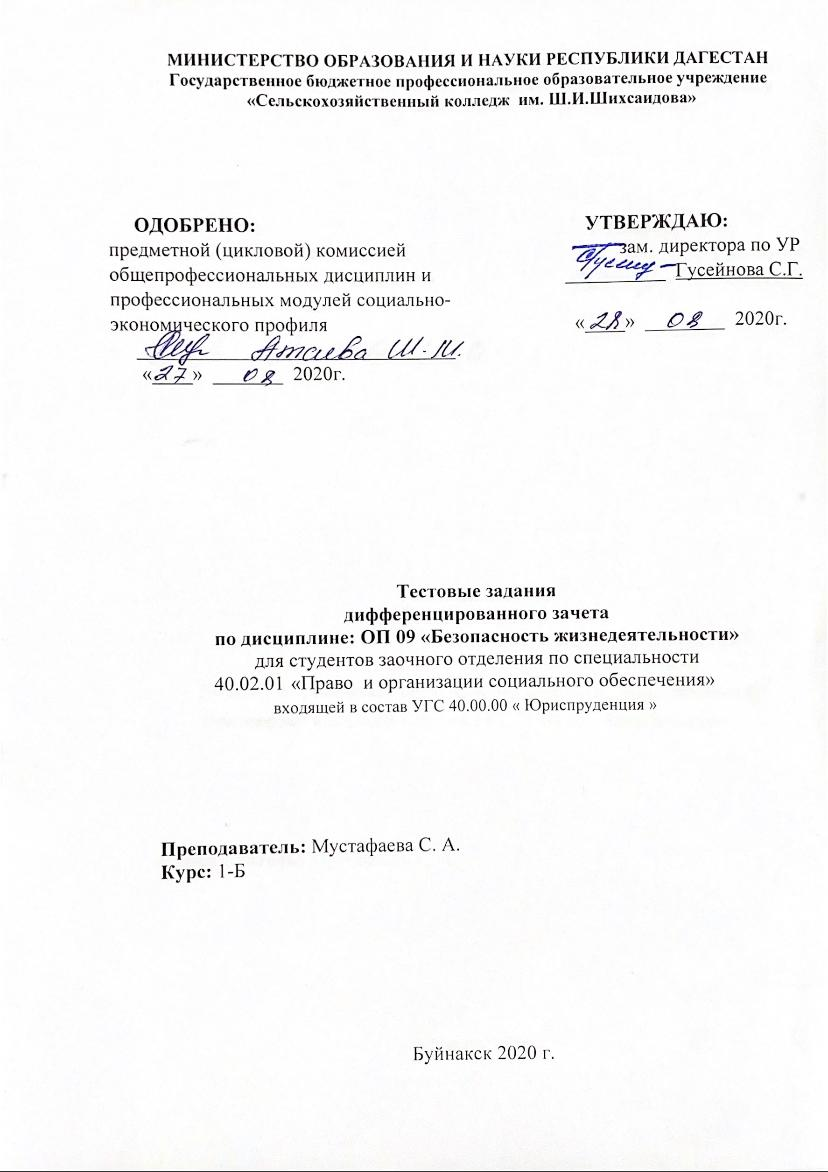 МИНИСТЕРСТВО ОБРАЗОВАНИЯ И НАУКИ РЕСПУБЛИКИ ДАГЕСТАН
Государственное бюджетное профессиональное образовательное учреждение
«Сельскохозяйственный колледж им. Ш.И.Шихсаидова»
ОДОБРЕНО:
предметной (цикловой) комиссией
общепрофессиональных дисциплин и
профессиональных модулей социально-
экономического профиля
Атаева Ш.М.
«27» 08 2020г.
УТВЕРЖДАЮ:
зам. директора по УР
Гусейнова С.Г.
«28» 08 2020г.
Тестовые задания
дифференцированного зачета
по дисциплине: ОП 09 «Безопасность жизнедеятельности»
для студентов заочного отделения по специальности
40.02.01 «Право и организации социального обеспечения»
входящей в состав УГС 40.00.00 « Юриспруденция »
Преподаватель: Мустафаева С. А.
Курс: 1-Б
Буйнакск 2020 г.